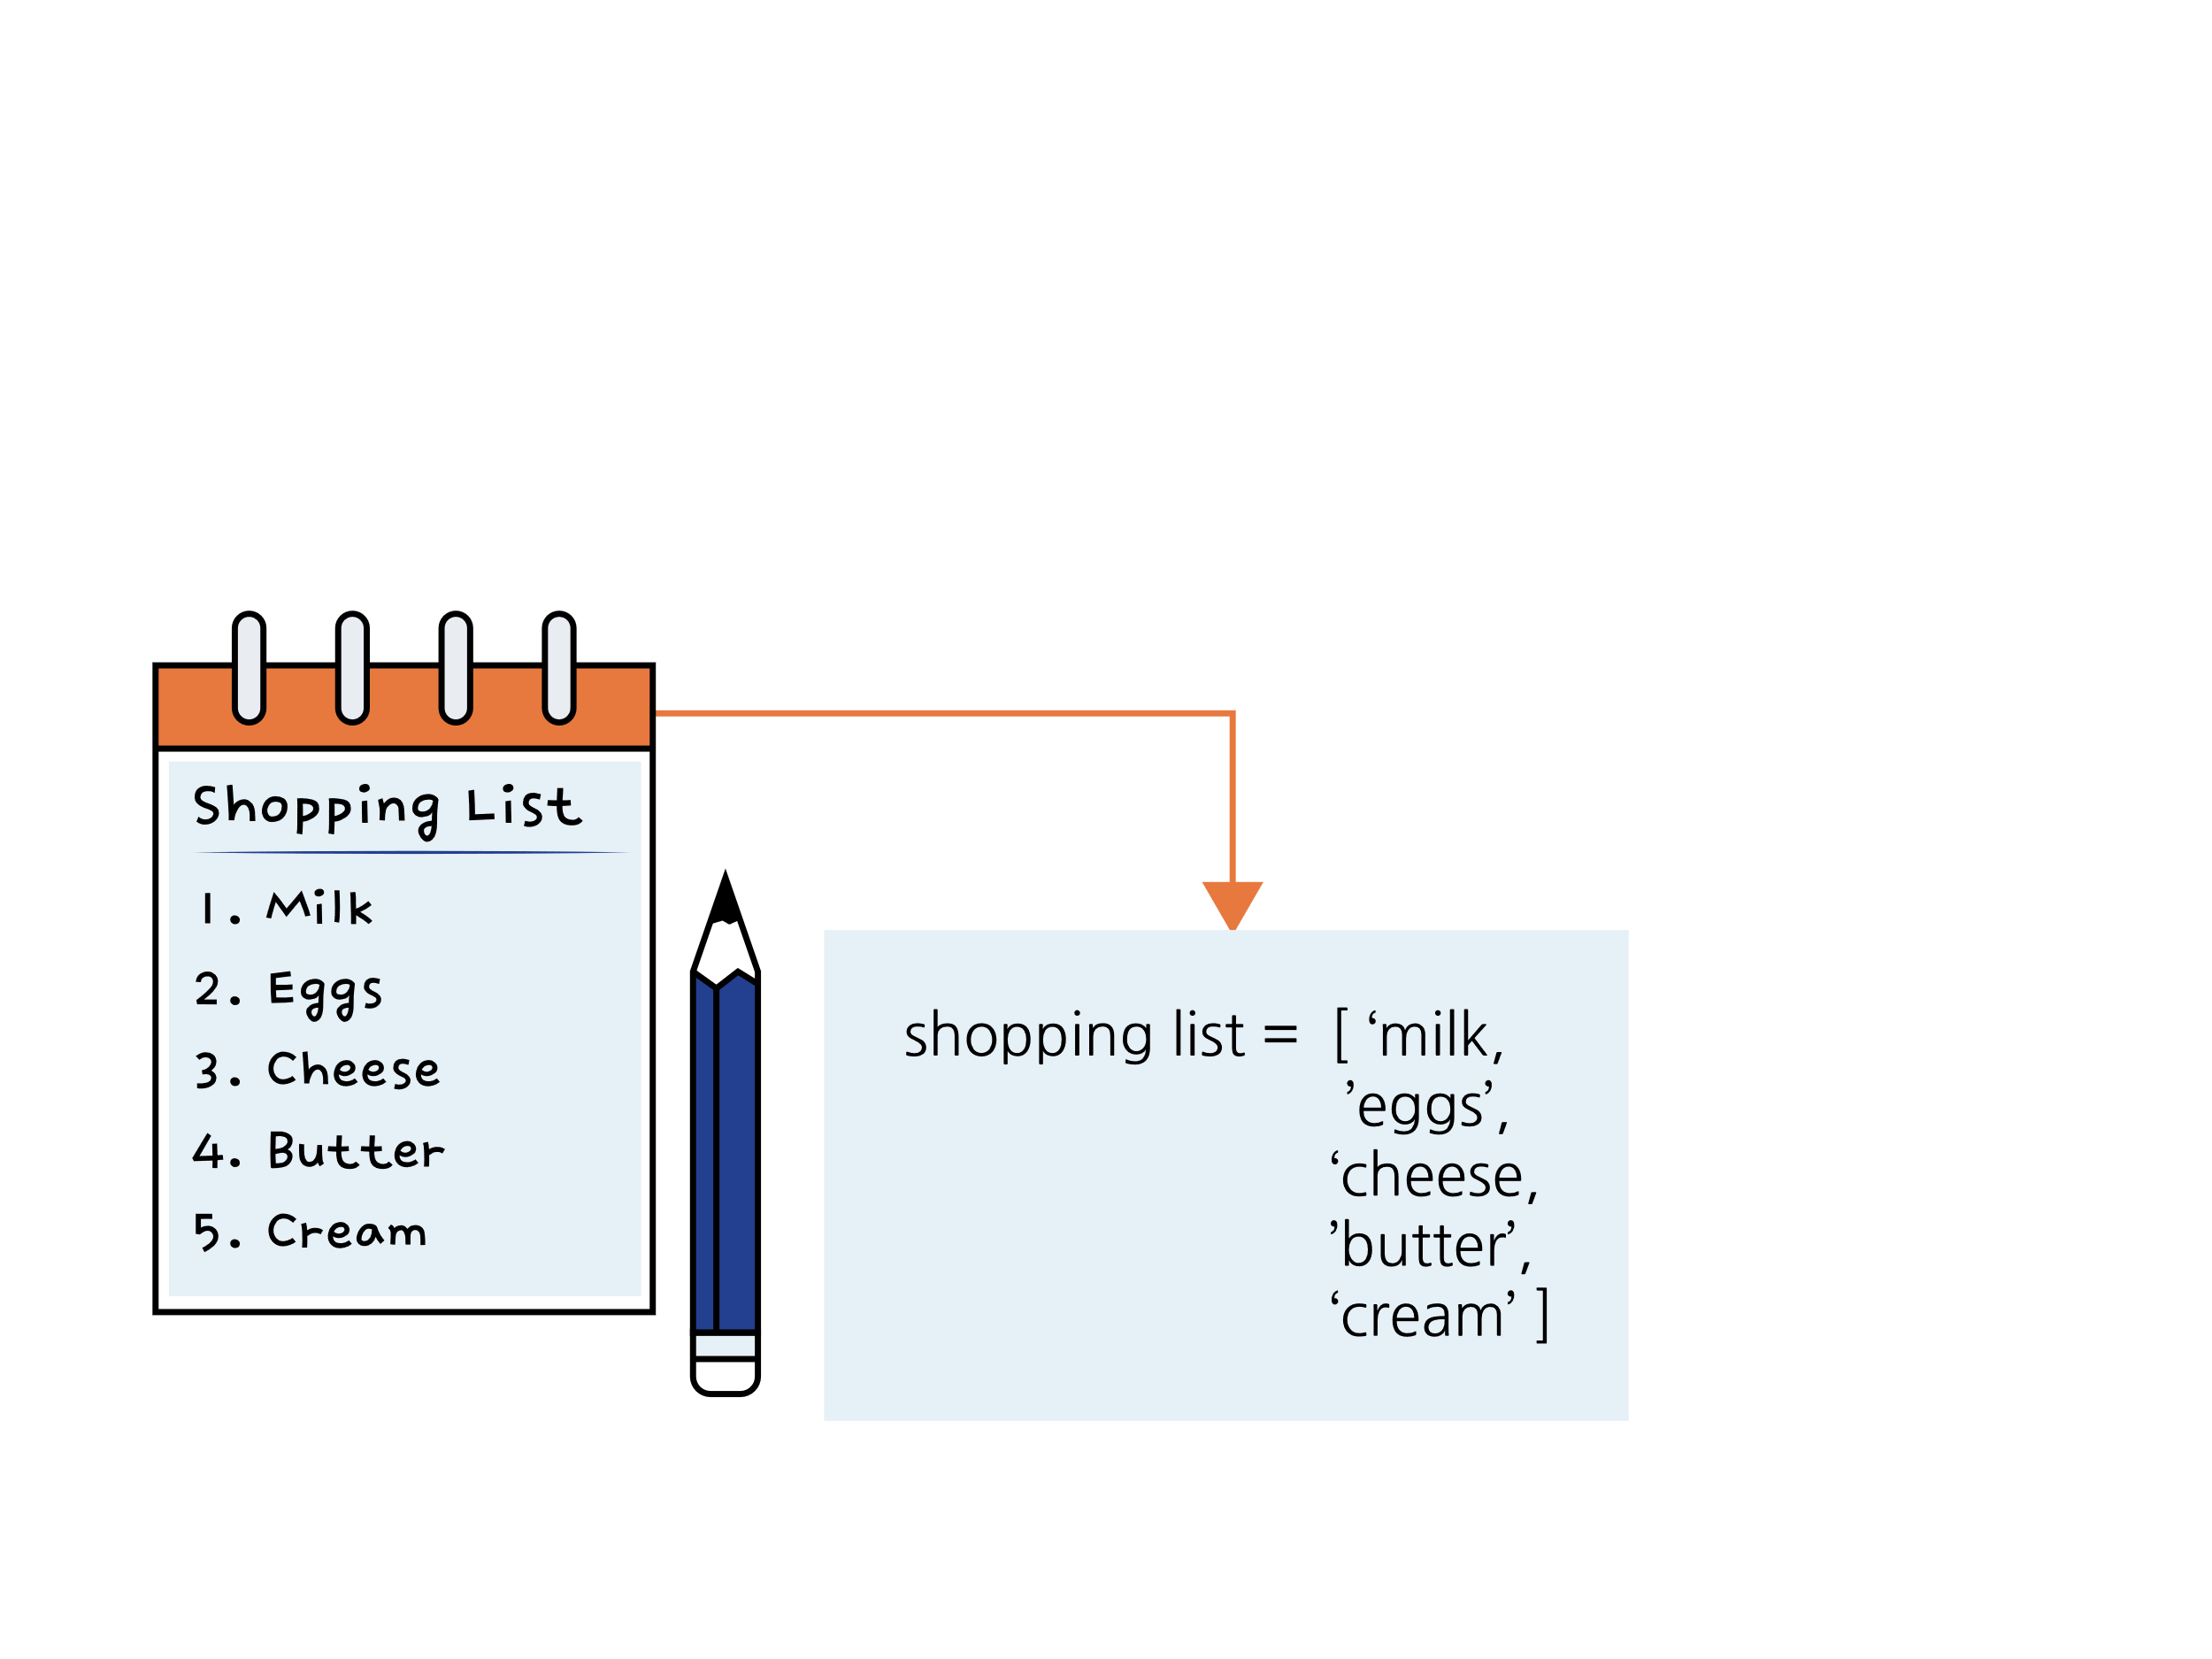 Shopping List
1. Milk
2. Eggs
3. Cheese
4. Butter
5. Cream
shopping list = [ ‘milk,
’eggs’,
‘cheese,
’butter’,
‘cream’ ]